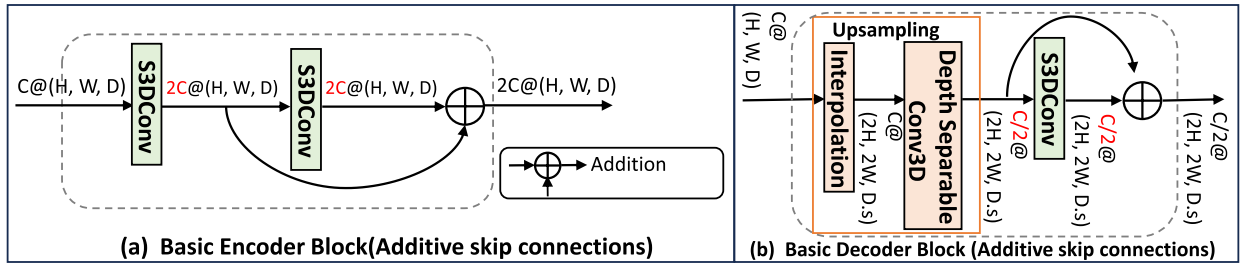 C@(H, W, D)
S3DConv
2C@(H, W, D)
S3DConv
2C@(H, W, D)
2C@(H, W, D)
Addition
(a) Basic Encoder Block(Additive skip connections)
C@
(H, W, D)
Upsampling
Interpolation
C@
(2H, 2W, D.s)
Depth Separable
Conv3D
C/2@
(2H, 2W, D.s)
S3DConv
C/2@
(2H, 2W, D.s)
C/2@
(2H, 2W, D.s)
(b) Basic Decoder Block (Additive skip connections)